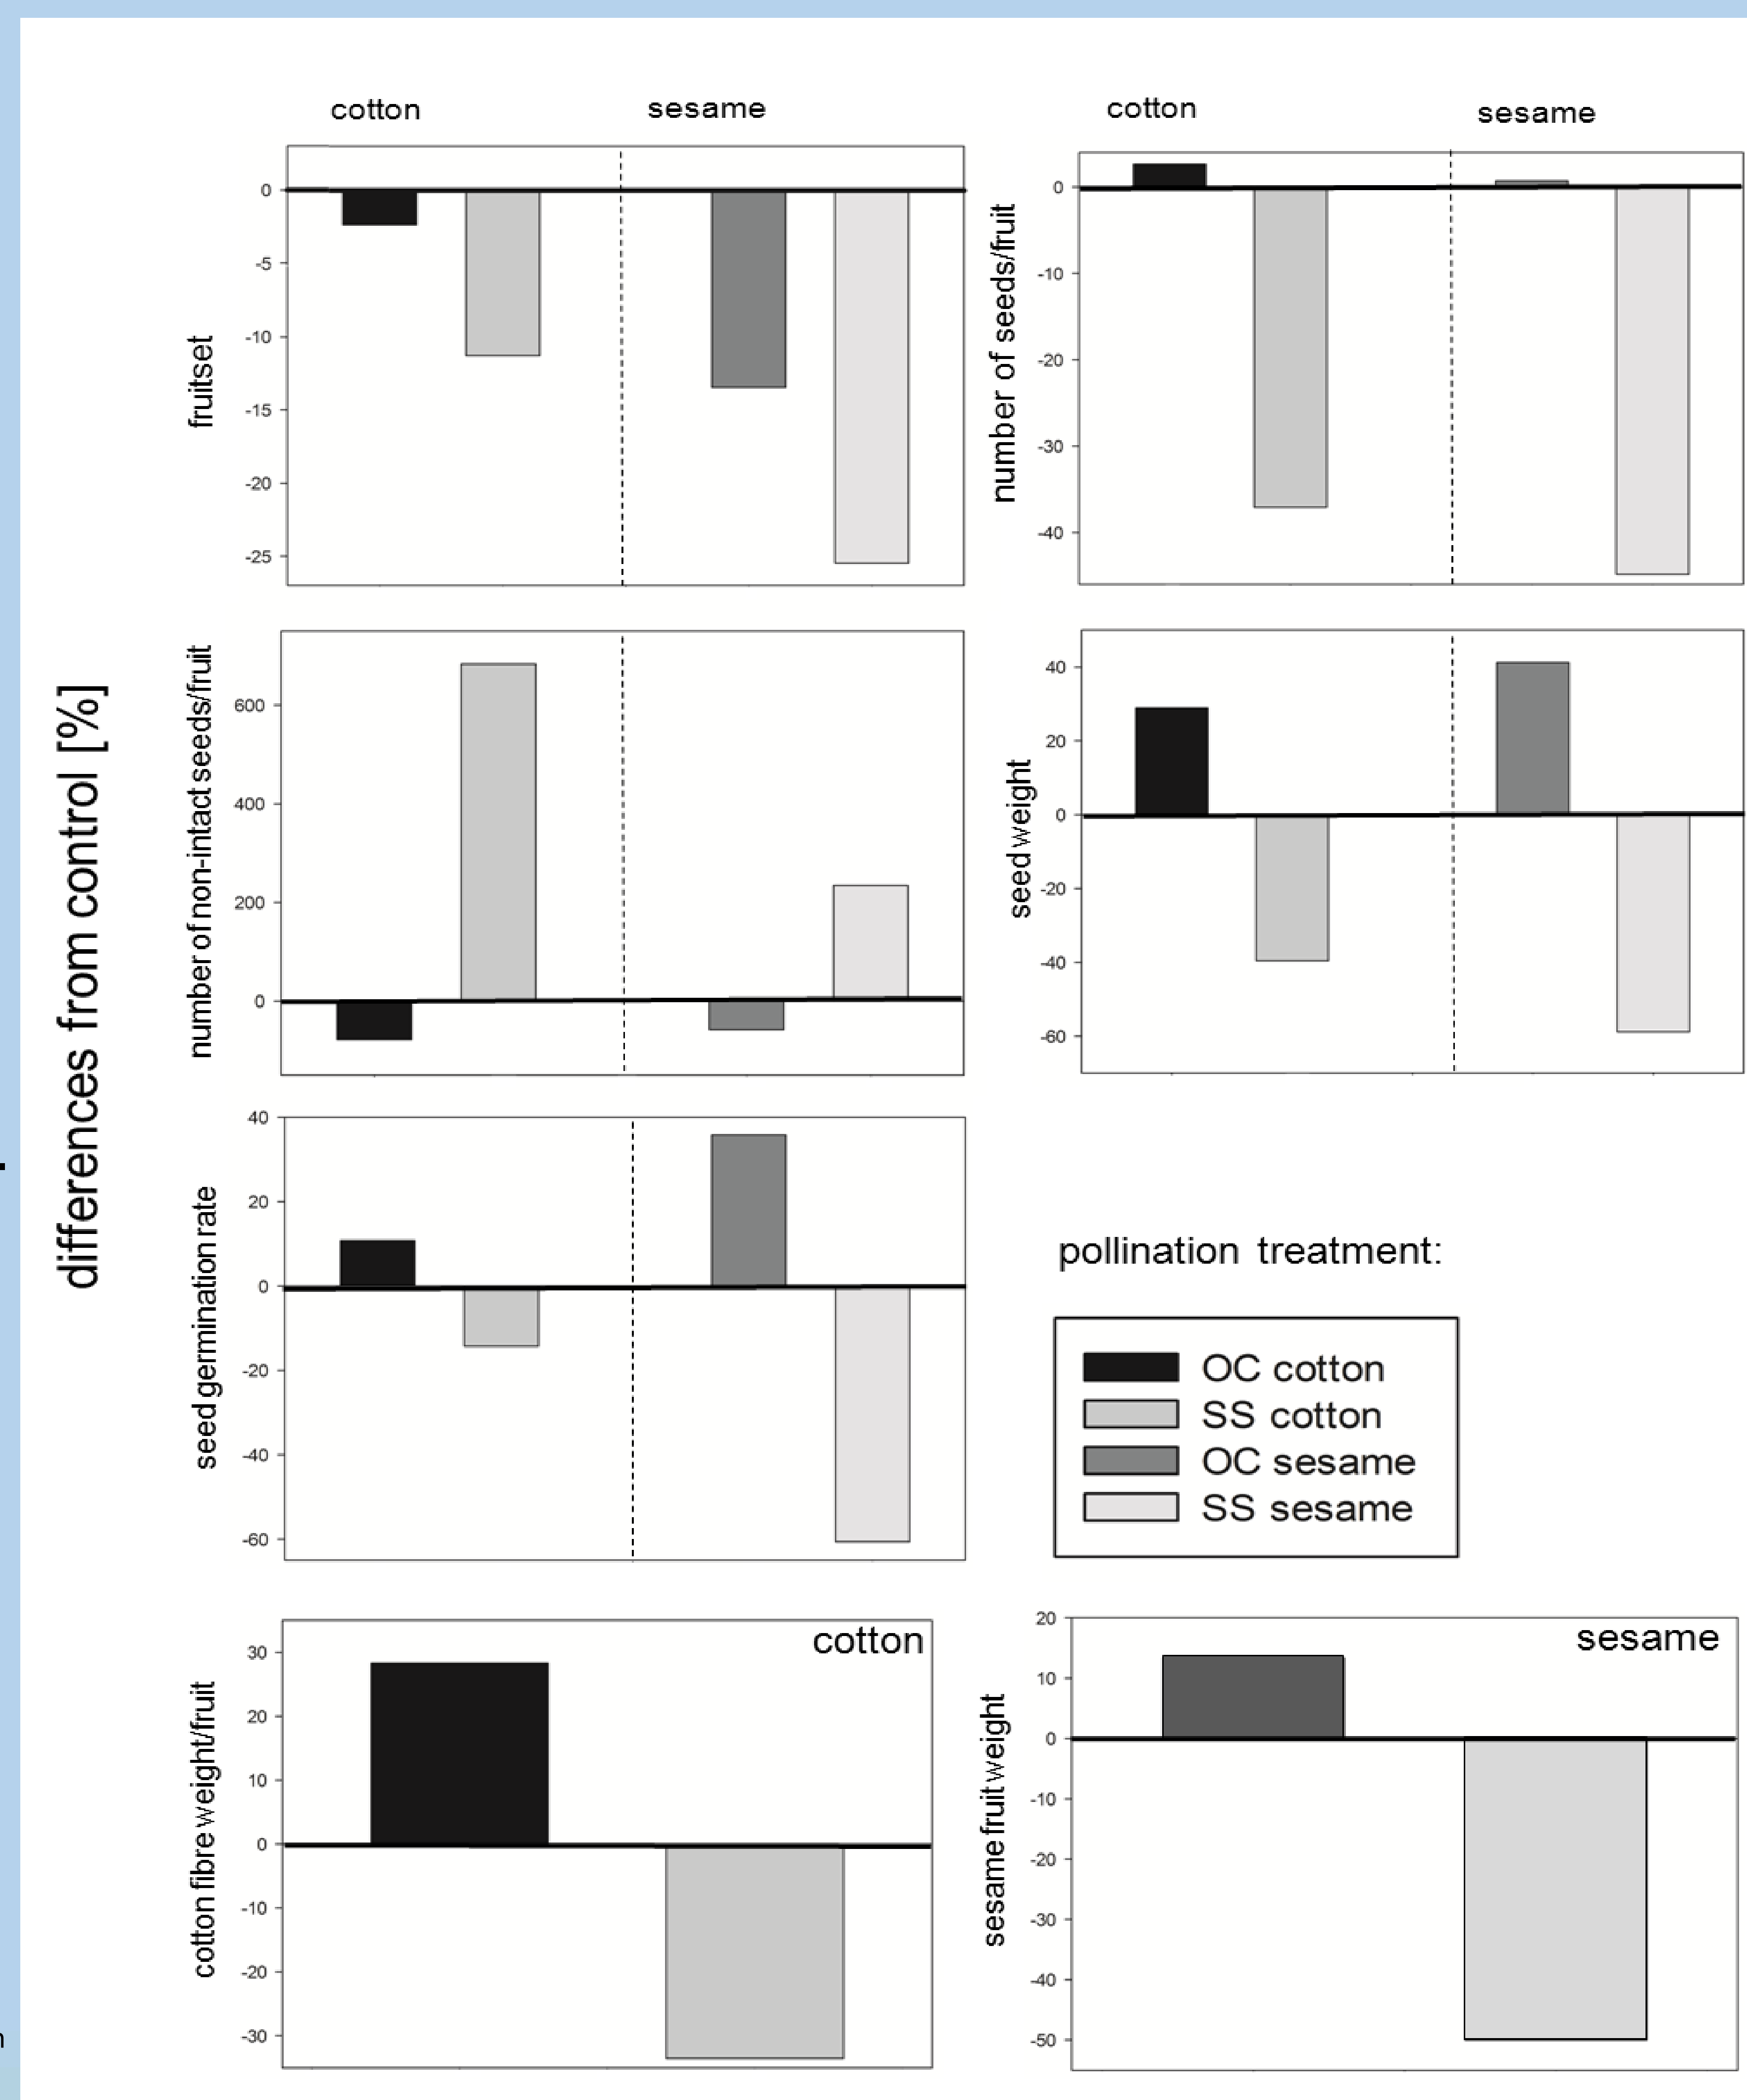 differences from control [%]
cotton
sesame
fruitset
0
-5
-10
-15
-20
-25
cotton
sesame
number of seeds/fruit
0
-10
-20
-30
-40
number of non-intact seeds/fruit
600
400
200
0
seed weight
40
20
0
-20
-40
-60
seed germination rate
40
20
0
-20
-40
-60
pollination treatment:
OC cotton
SS cotton
OC sesame
SS sesame
cotton
cotton fibre weight/fruit
30
20
10
0
-10
-20
-30
sesame
sesame fruit weight
20
10
0
-10
-20
-30
-40
-50